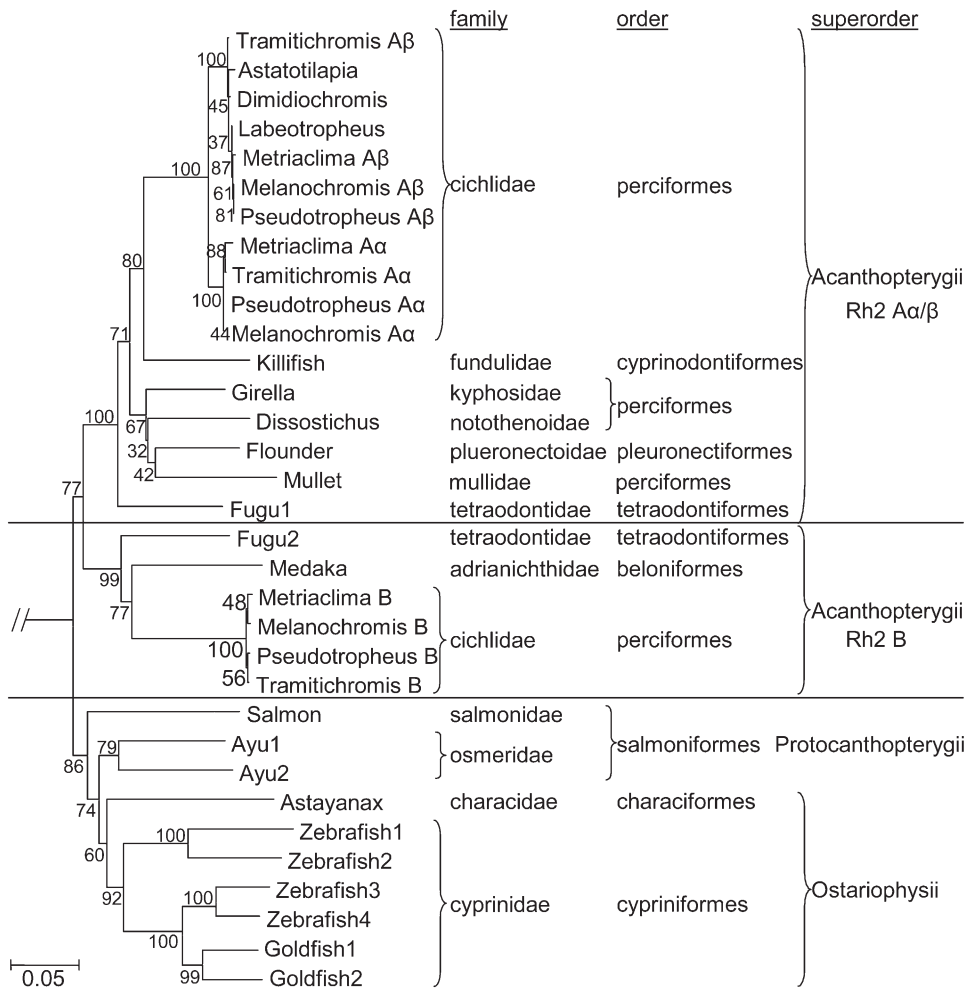 family order superorder
Tramitichromis Aβ
100
Astatotilapia
Dimidiochromis
45
Labeotropheus
37
Metriaclima Aβ
100 87
Melanochromis Aβ cichlidae perciformes
61
Pseudotropheus Aβ
81
Metriaclima Aα
88
80
Tramitichromis Aα
Acanthopterygii
Rh2 Aα/β
100 Pseudotropheus Aα
71 44 Melanochromis Aα
Killifish fundulidae cyprinodontiformes
Girella kyphosidae
perciformes
100 67 Dissostichus notothenoidae
32 Flounder plueronectoidae pleuronectiformes
42 Mullet mullidae perciformes
77
Fugu1 tetraodontidae tetraodontiformes
Fugu2 tetraodontidae tetraodontiformes
99 Medaka adrianichthidae beloniformes
77 48 Metriaclima B
Acanthopterygii
Rh2 B
Melanochromis B
cichlidae perciformes
100 Pseudotropheus B
56 Tramitichromis B
Salmon salmonidae
79 Ayu1
salmoniformes Protocanthopterygii
osmeridae
86 Ayu2
74 Astayanax characidae characiformes
100 Zebrafish1
60 Zebrafish2
Zebrafish3
92 100
Ostariophysii
cyprinidae cypriniformes
Zebrafish4
100 Goldfish1
99 Goldfish2
0.05